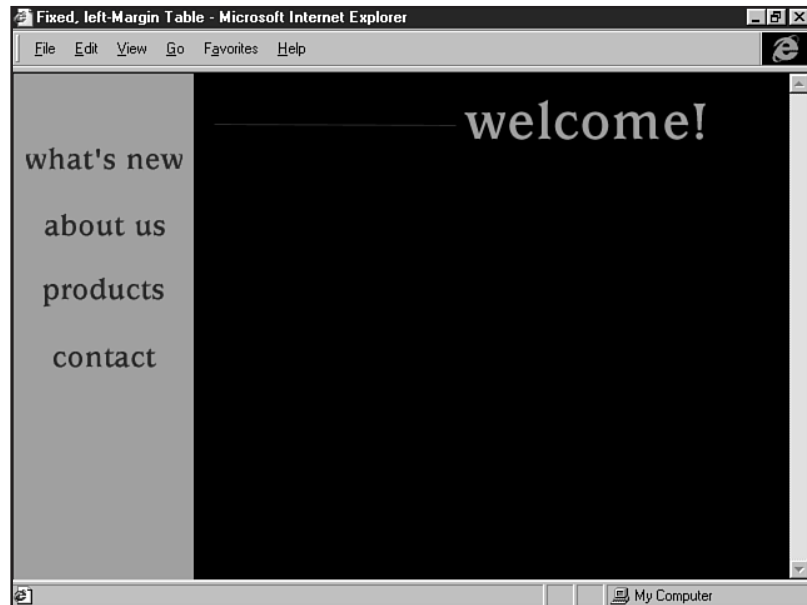 Fixed, left-Margin Table - Microsoft Internet Explorer
File Edit View Go Favorites Help
welcome!
what's new
about us
products
contact
My Computer